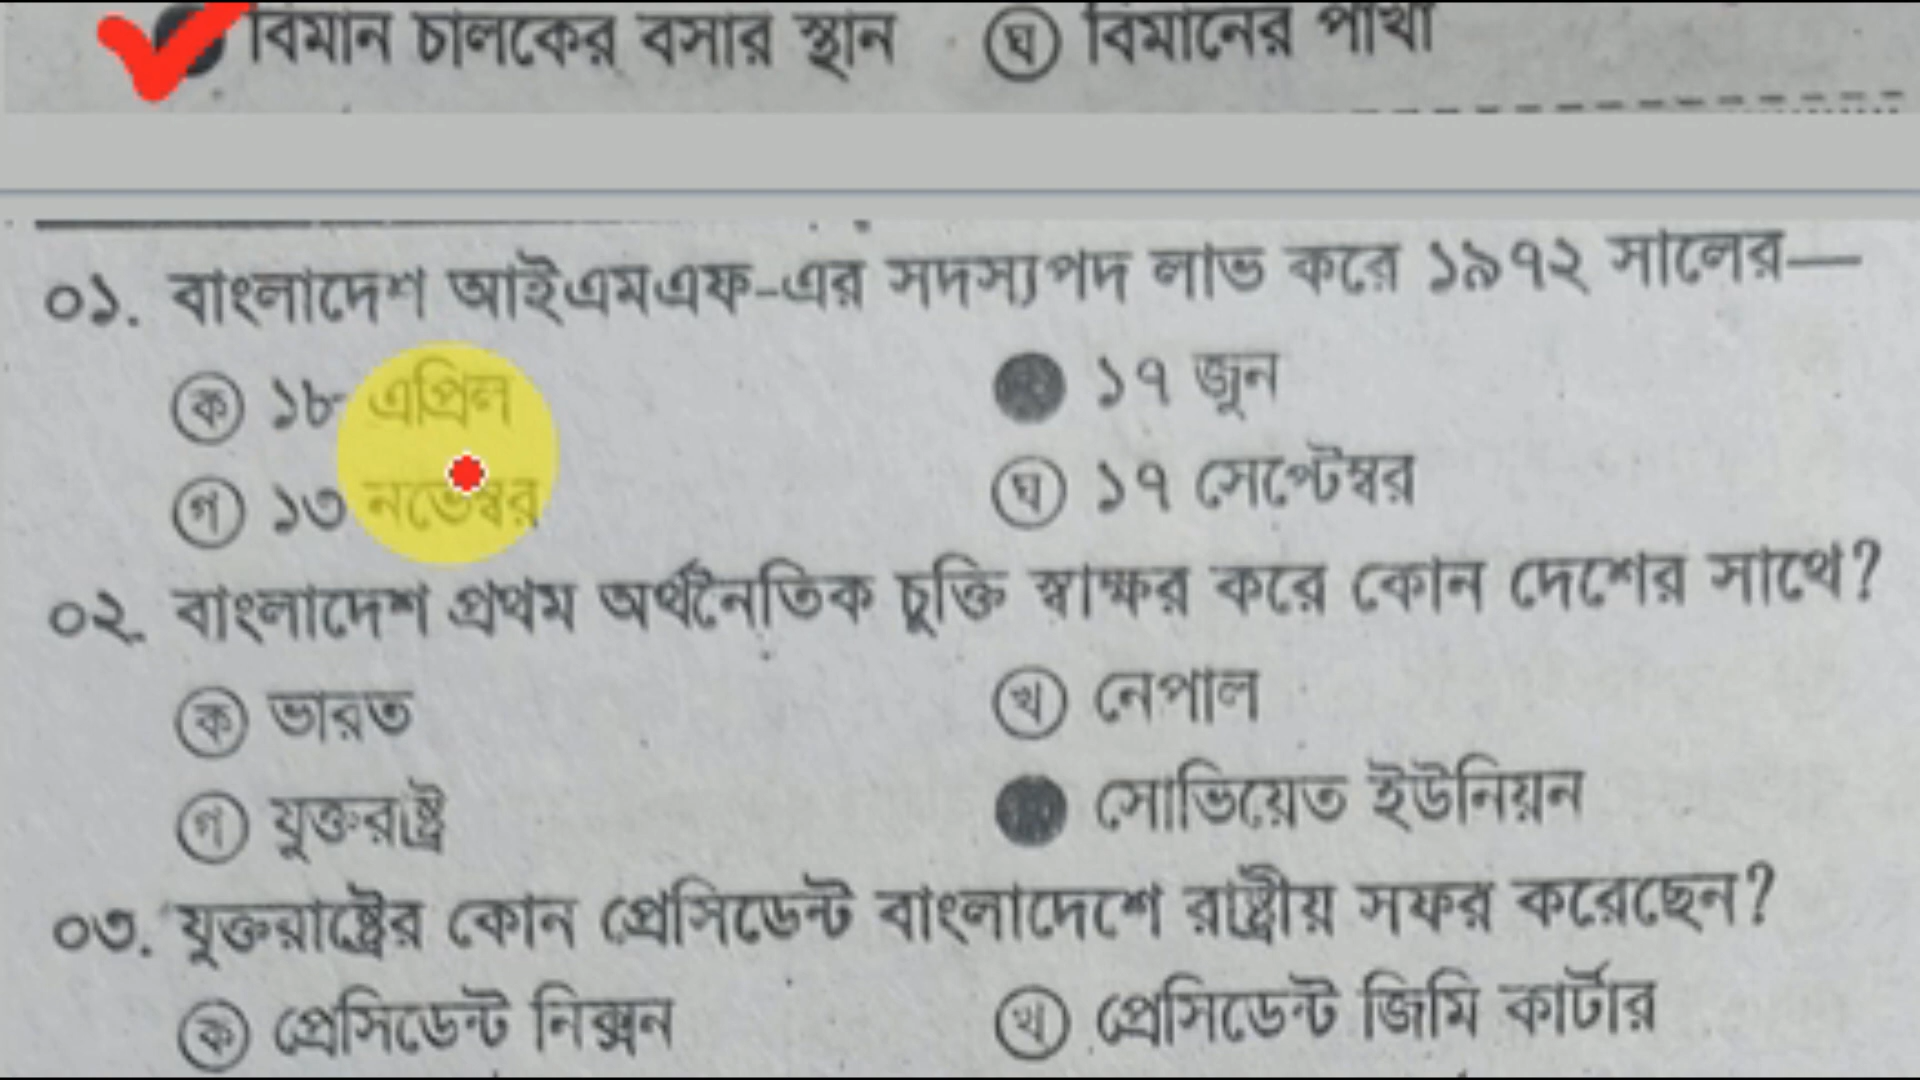 বিমান চালকের বসার স্থান ঘ বিমানের পাখা
০১. বাংলাদেশ আইএমএফ-এর সদস্যপদ লাভ করে ১৯৭২ সালের—
ক ১৮ এপ্রিল ১৭ জুন
গ ১৩ নভেম্বর ঘ ১৭ সেপ্টেম্বর
০২. বাংলাদেশ প্রথম অর্থনৈতিক চুক্তি স্বাক্ষর করে কোন দেশের সাথে?
ক ভারত খ নেপাল
গ যুক্তরাষ্ট্র সোভিয়েত ইউনিয়ন
০৩. যুক্তরাষ্ট্রের কোন প্রেসিডেন্ট বাংলাদেশে রাষ্ট্রীয় সফর করেছেন?
ক প্রেসিডেন্ট নিক্সন খ প্রেসিডেন্ট জিমি কার্টার